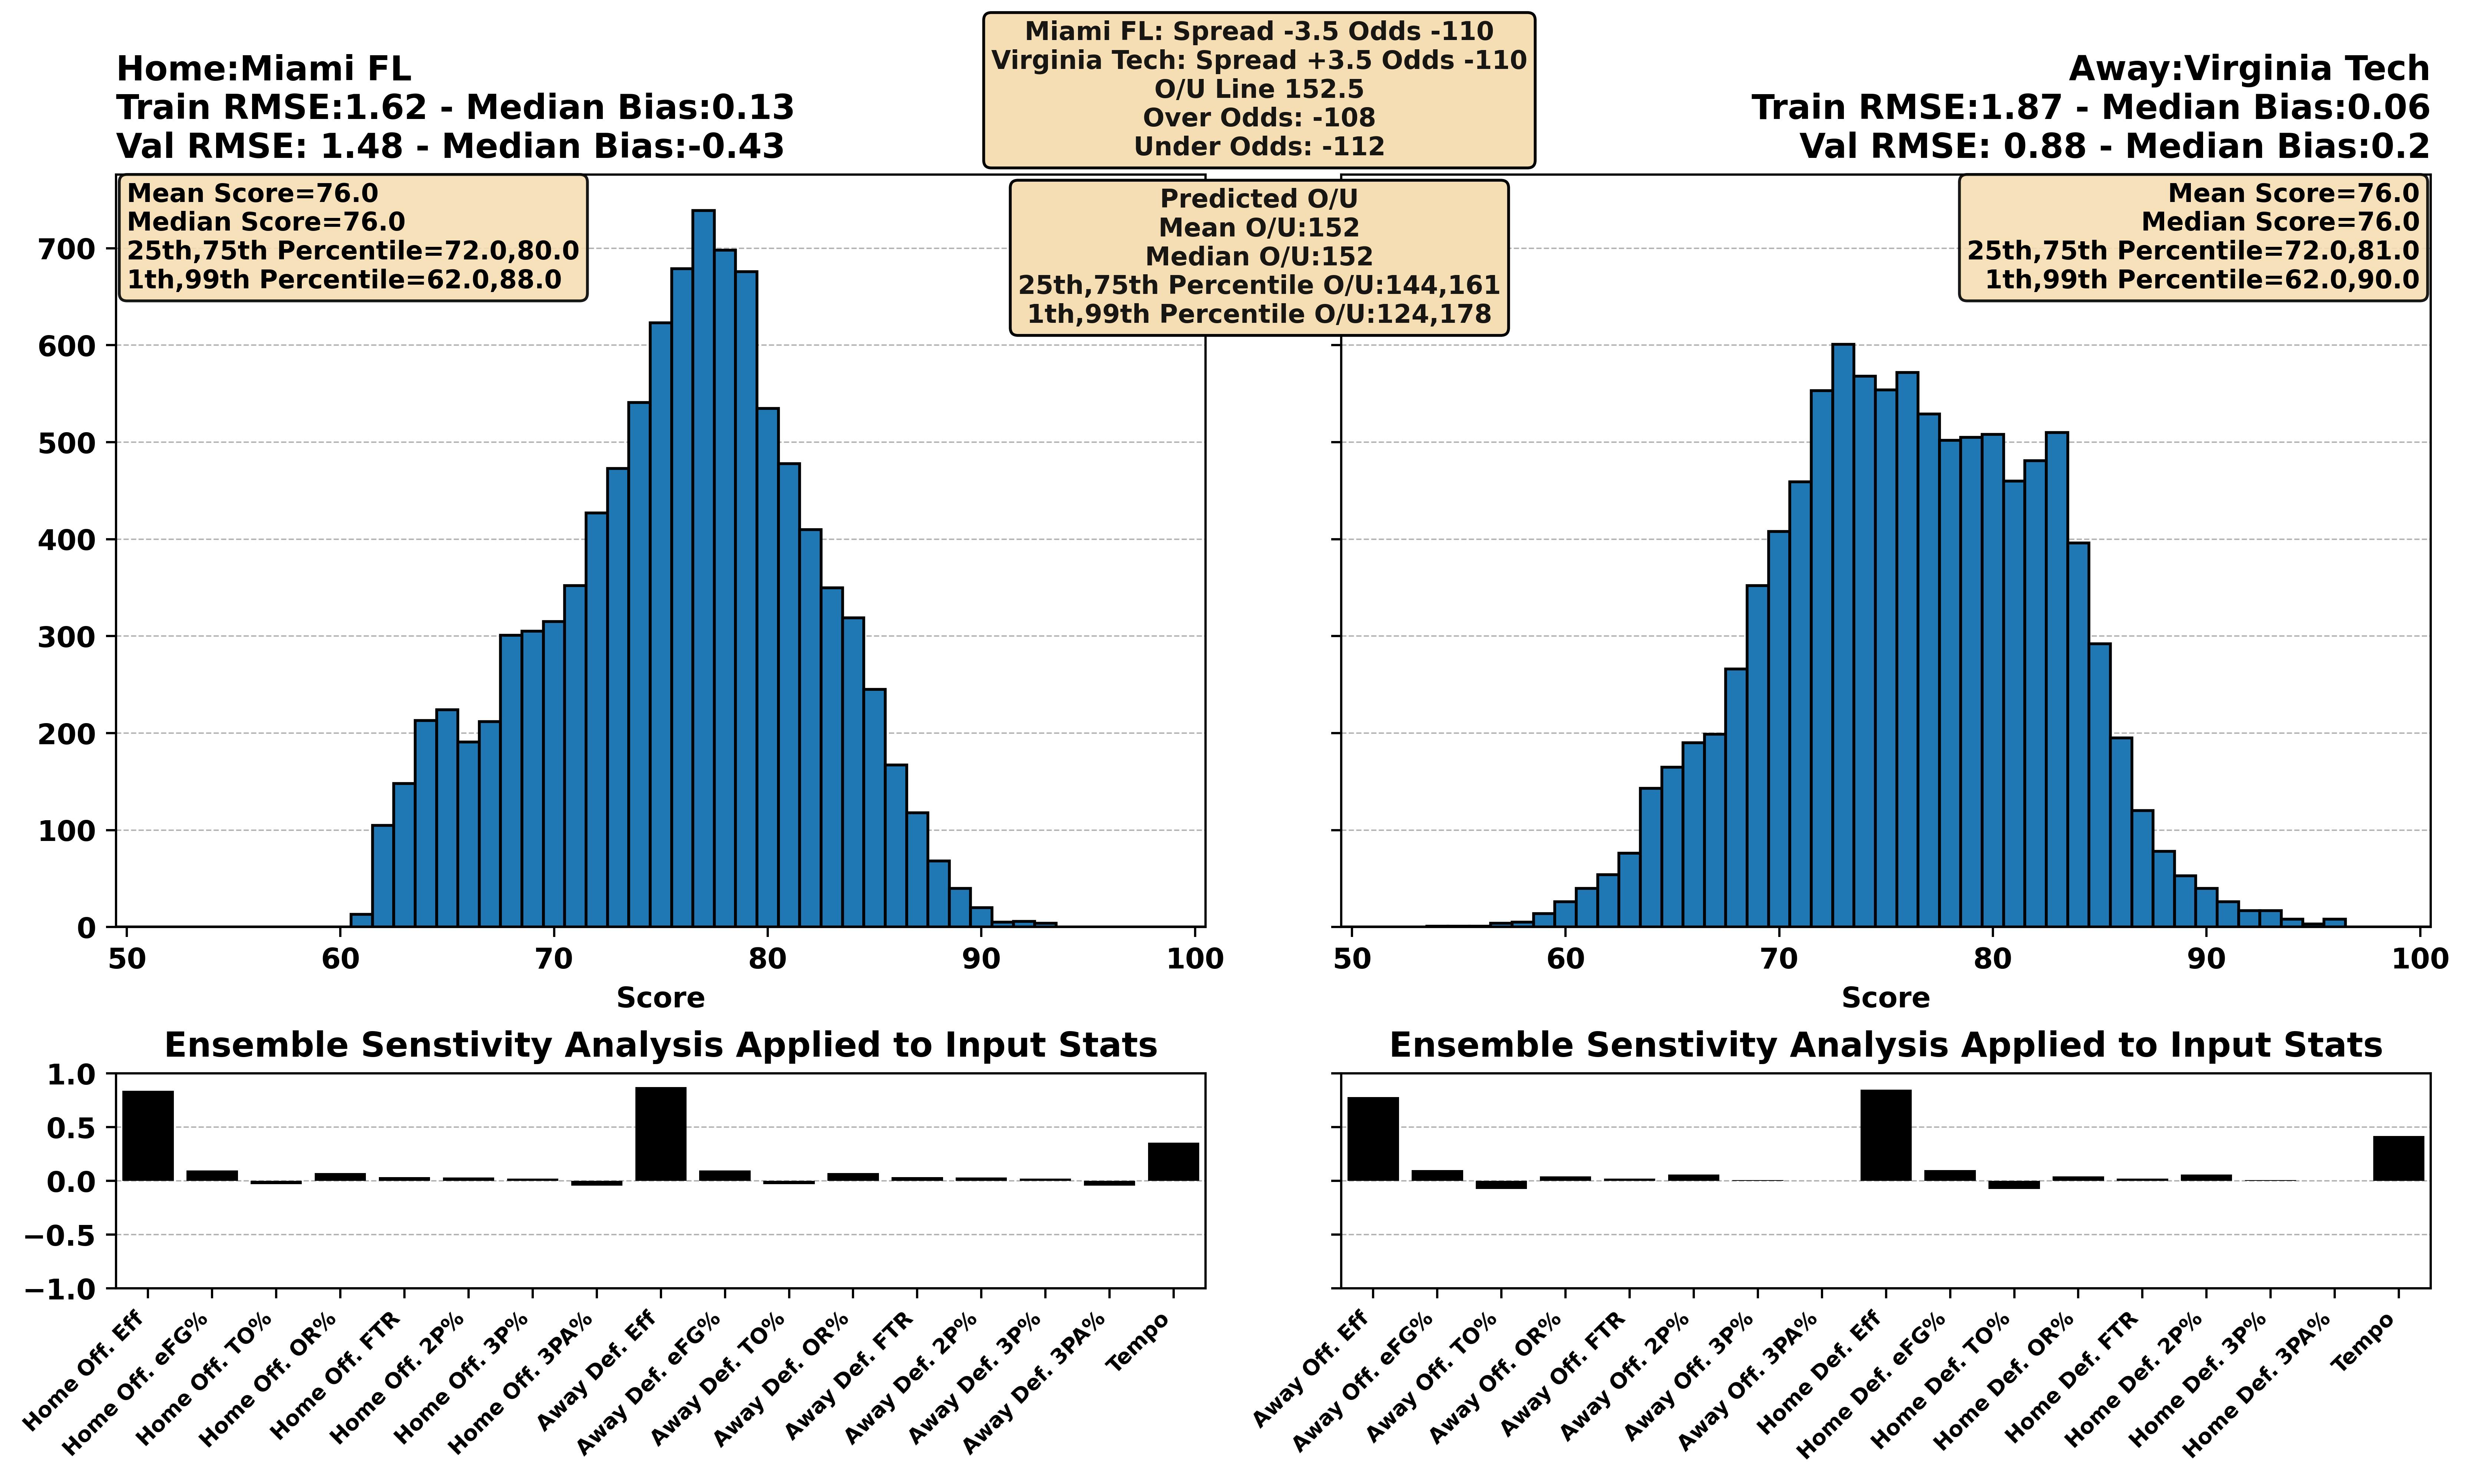 Miami FL: Spread -3.5 Odds -110
Virginia Tech: Spread +3.5 Odds -110
O/U Line 152.5
Over Odds: -108
Under Odds: -112
Home:Miami FL
Train RMSE:1.62 - Median Bias:0.13
Val RMSE: 1.48 - Median Bias:-0.43
Away:Virginia Tech
Train RMSE:1.87 - Median Bias:0.06
Val RMSE: 0.88 - Median Bias:0.2
Mean Score=76.0
Median Score=76.0
25th,75th Percentile=72.0,80.0
1th,99th Percentile=62.0,88.0
Predicted O/U
Mean O/U:152
Median O/U:152
25th,75th Percentile O/U:144,161
1th,99th Percentile O/U:124,178
Mean Score=76.0
Median Score=76.0
25th,75th Percentile=72.0,81.0
1th,99th Percentile=62.0,90.0
700
600
500
400
300
200
100
0
50 60 70 80 90 100
Score
50 60 70 80 90 100
Score
Ensemble Senstivity Analysis Applied to Input Stats
1.0
0.5
0.0
−0.5
−1.0
Home Off. Eff
Home Off. eFG%
Home Off. TO%
Home Off. OR%
Home Off. FTR
Home Off. 2P%
Home Off. 3P%
Home Off. 3PA%
Away Def. Eff
Away Def. eFG%
Away Def. TO%
Away Def. OR%
Away Def. FTR
Away Def. 2P%
Away Def. 3P%
Away Def. 3PA%
Tempo
Ensemble Senstivity Analysis Applied to Input Stats
Away Off. Eff
Away Off. eFG%
Away Off. TO%
Away Off. OR%
Away Off. FTR
Away Off. 2P%
Away Off. 3P%
Away Off. 3PA%
Home Def. Eff
Home Def. eFG%
Home Def. TO%
Home Def. OR%
Home Def. FTR
Home Def. 2P%
Home Def. 3P%
Home Def. 3PA%
Tempo